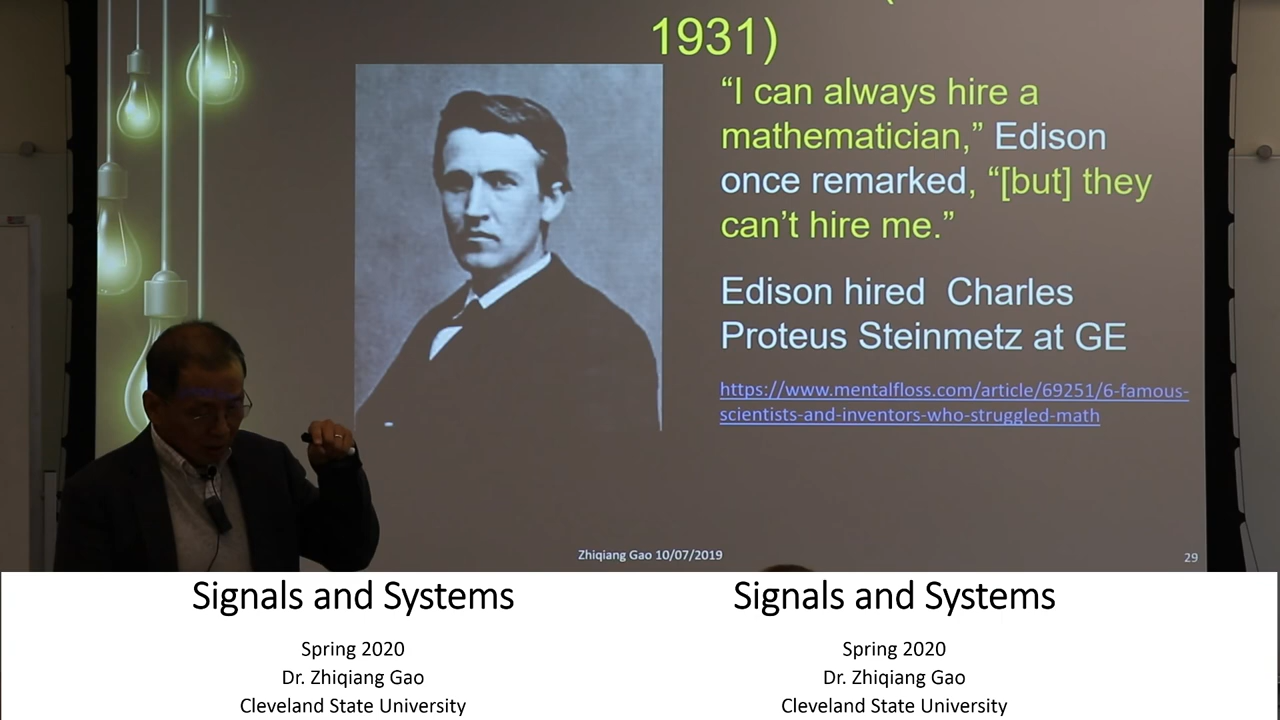 1931)
“I can always hire a
mathematician,” Edison
once remarked, “[but] they
can’t hire me.”
Edison hired  Charles
Proteus Steinmetz at GE
https://www.mentalfloss.com/article/69251/6-famous-
scientists-and-inventors-who-struggled-math
Zhiqiang Gao 10/07/2019
29
Signals and Systems
Spring 2020
Dr. Zhiqiang Gao
Cleveland State University
Signals and Systems
Spring 2020
Dr. Zhiqiang Gao
Cleveland State University